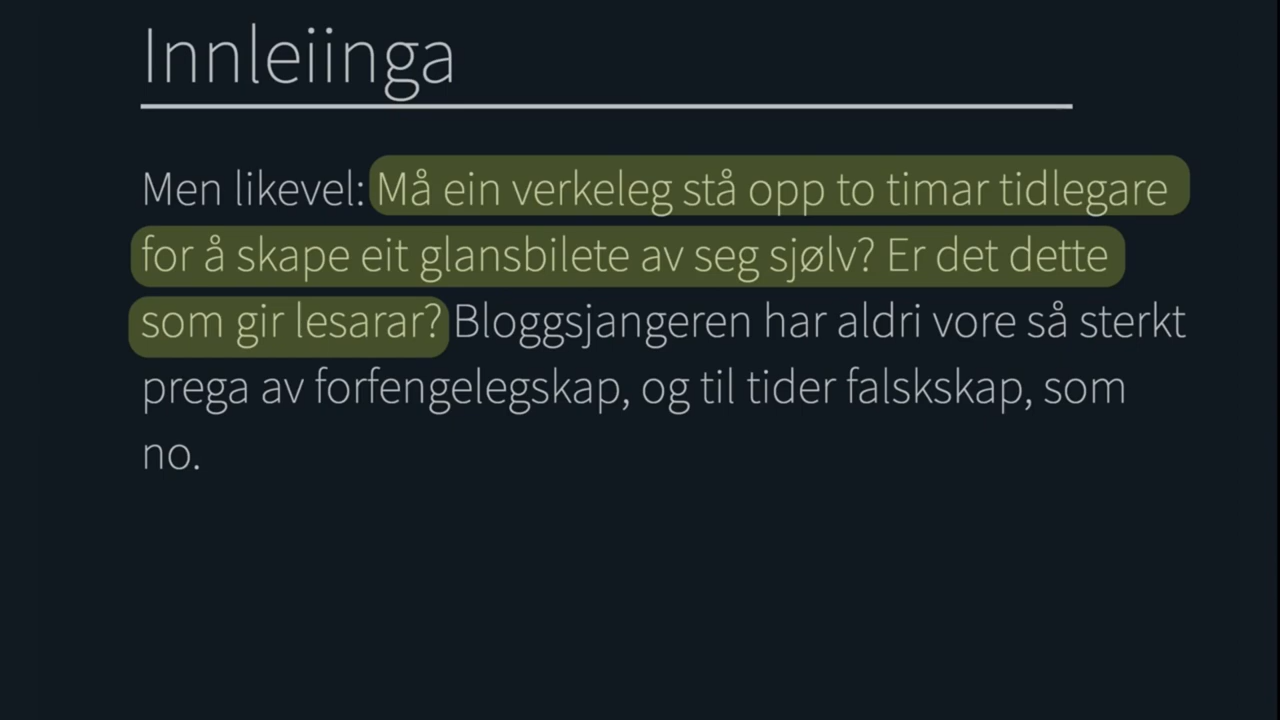 Innleiinga
Men likevel: Må ein verkeleg stå opp to timar tidlegare
for å skape eit glansbilete av seg sjølv? Er det dette
som gir lesarar? Bloggsjangeren har aldri vore så sterkt
prega av forfengelegskap, og til tider falskskap, som
no.